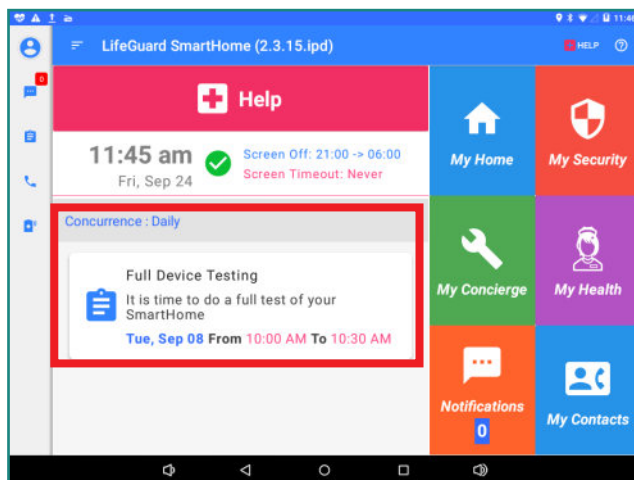 11:46
LifeGuard SmartHome (2.3.15.ipd)
HELP
0
Help
11:45 am
Fri, Sep 24
Screen Off: 21:00 -> 06:00
Screen Timeout: Never
Concurrence : Daily
Full Device Testing
It is time to do a full test of your
SmartHome
Tue, Sep 08 From 10:00 AM To 10:30 AM
My Home
My Security
My Concierge
My Health
Notifications
0
My Contacts